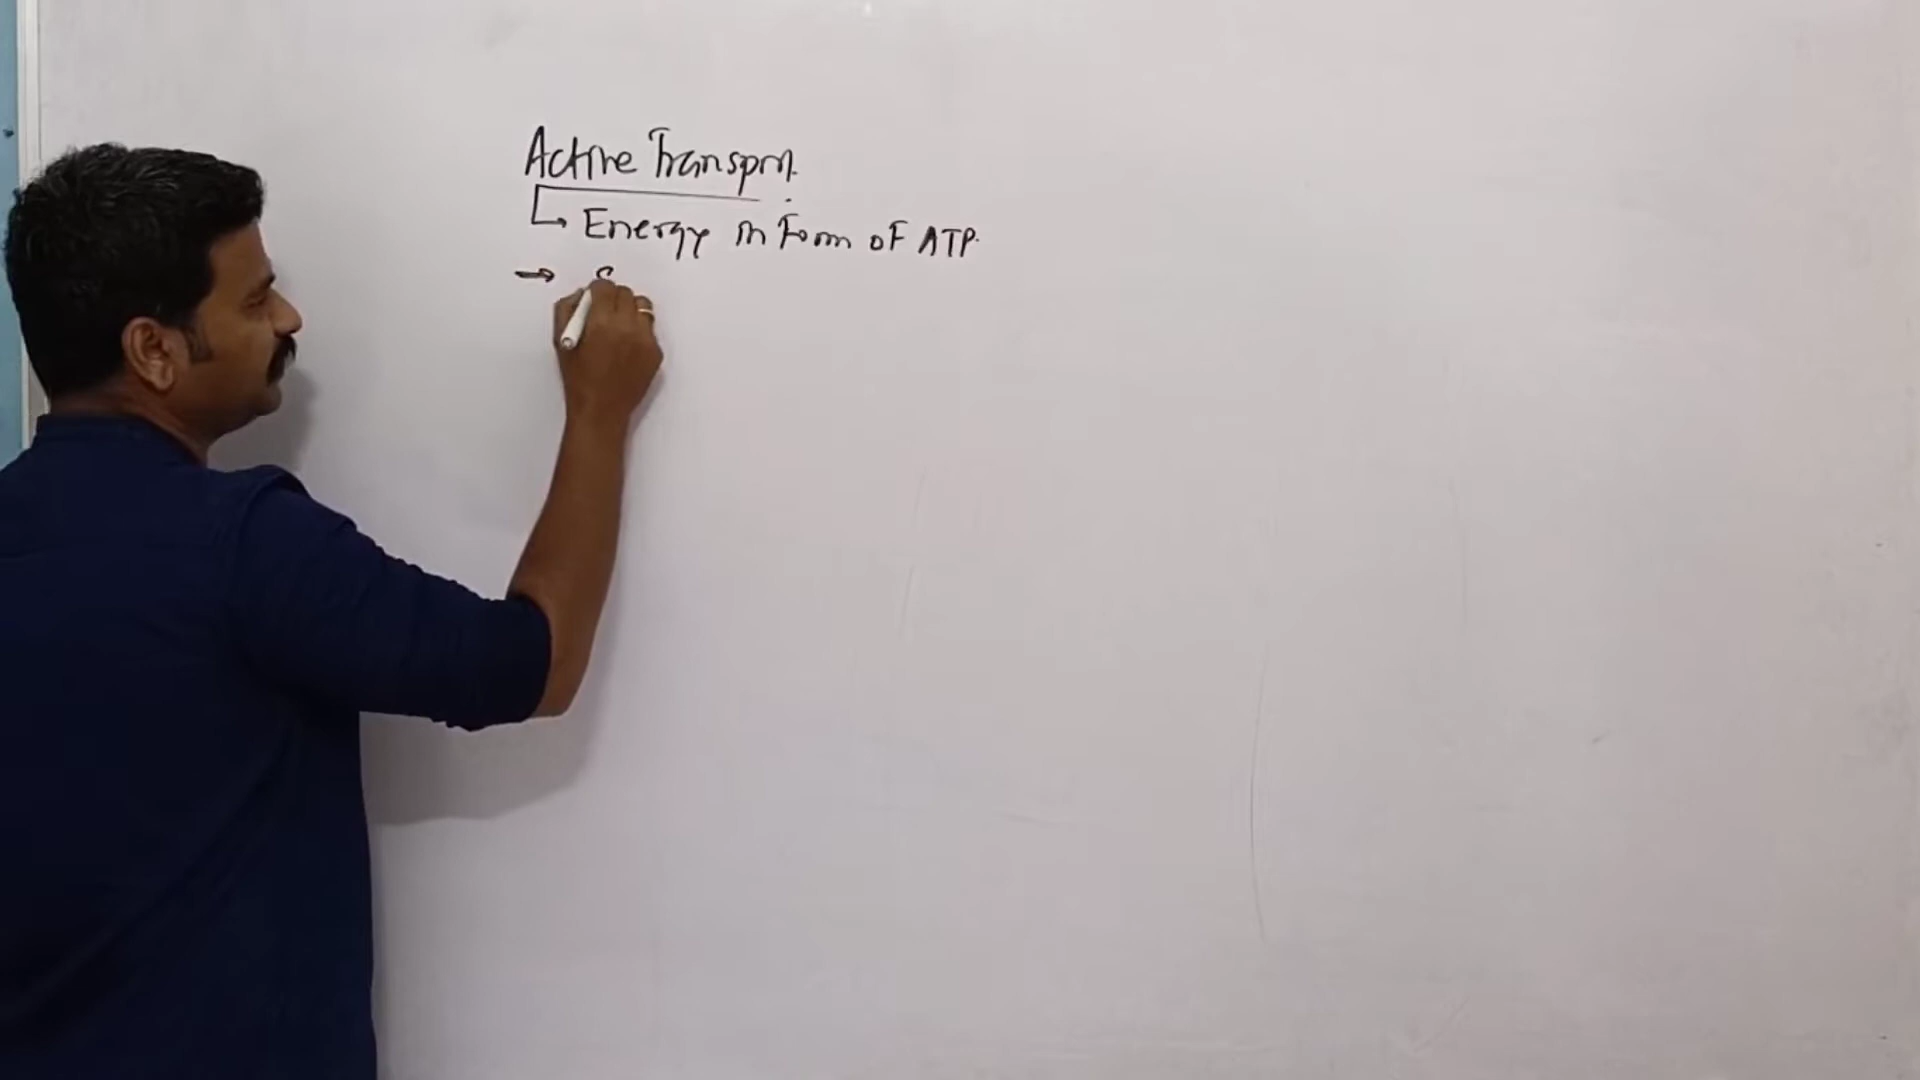 Active Transport
↳ Energy in Form of ATP.
→ S